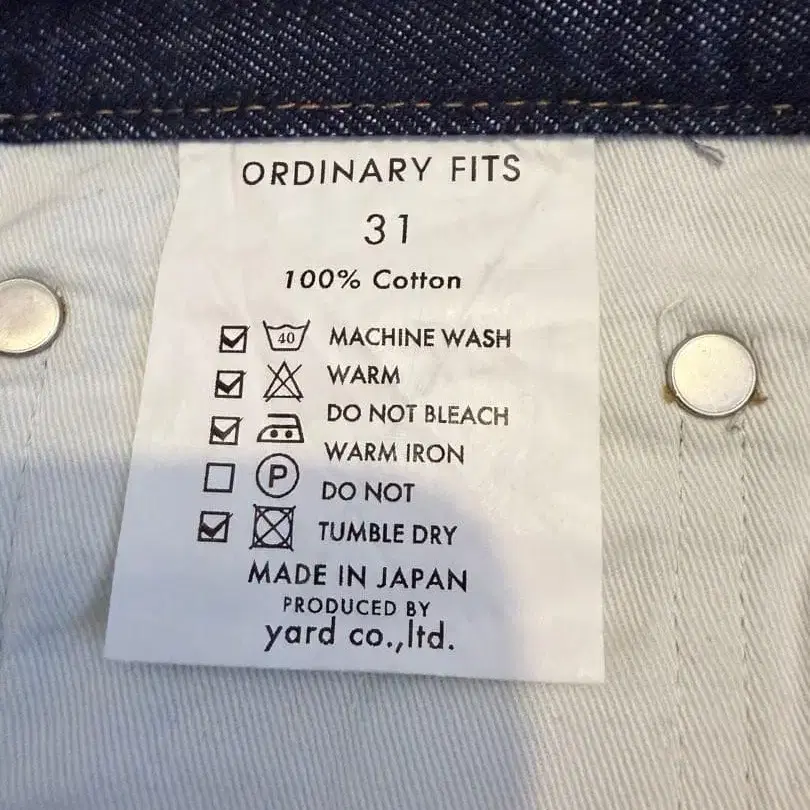 ORDINARY FITS
31
100% Cotton
40 MACHINE WASH
WARM
DO NOT BLEACH
WARM IRON
P
DO NOT
TUMBLE DRY
MADE IN JAPAN
PRODUCED BY
yard co.,ltd.